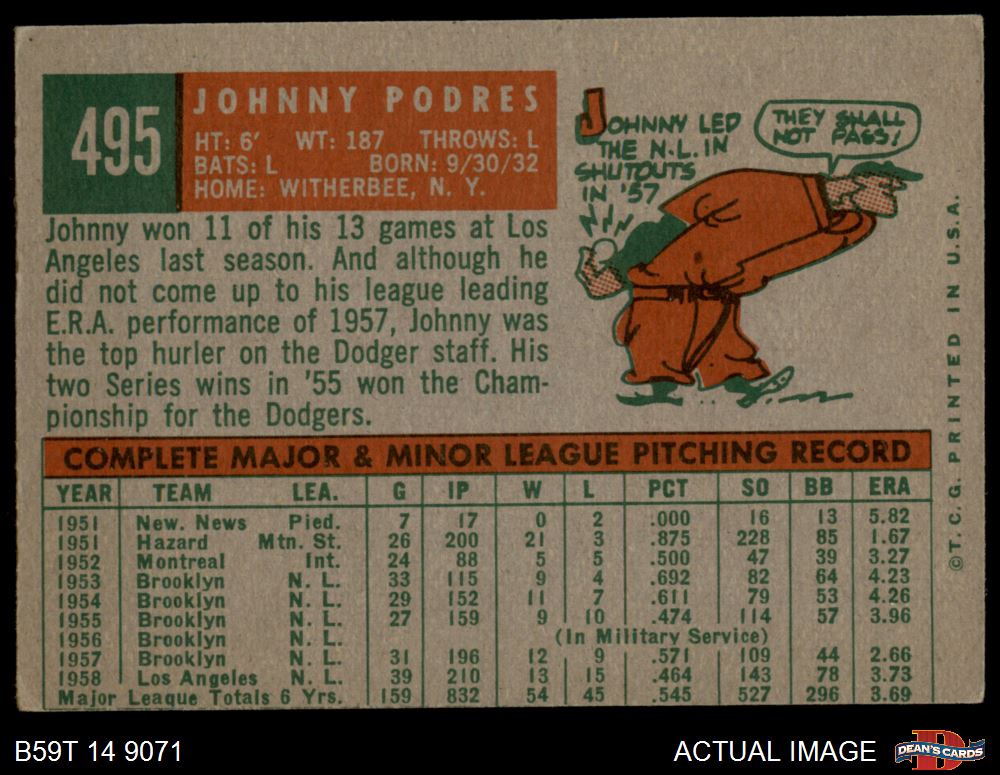 495
JOHNNY PODRES
HT: 6' WT: 187 THROWS: L
BATS: L BORN: 9/30/32
HOME: WITHERBEE, N. Y.
JOHNNY LED
THE N.L. IN
SHUTOUTS
IN '57
THEY SHALL
NOT PASS!
Johnny won 11 of his 13 games at Los
Angeles last season. And although he
did not come up to his league leading
E.R.A. performance of 1957, Johnny was
the top hurler on the Dodger staff. His
two Series wins in '55 won the Cham-
pionship for the Dodgers.
COMPLETE MAJOR & MINOR LEAGUE PITCHING RECORD
YEAR TEAM LEA. G IP W L PCT SO BB ERA
1951 New. News Pied. 7 17 0 2 .000 16 13 5.82
1951 Hazard Mtn. St. 26 200 21 3 .875 228 85 1.67
1952 Montreal Int. 24 88 5 5 .500 47 39 3.27
1953 Brooklyn N. L. 33 115 9 4 .692 82 64 4.23
1954 Brooklyn N. L. 29 152 11 7 .611 79 53 4.26
1955 Brooklyn N. L. 27 159 9 10 .474 114 57 3.96
1956 Brooklyn N. L. (In Military Service)
1957 Brooklyn N. L. 31 196 12 9 .571 109 44 2.66
1958 Los Angeles N. L. 39 210 13 15 .464 143 78 3.73
Major League Totals 6 Yrs. 159 832 54 45 .545 527 296 3.69
©T. C. G. PRINTED IN U.S.A.
B59T 14 9071
ACTUAL IMAGE
D
DEAN'S CARDS